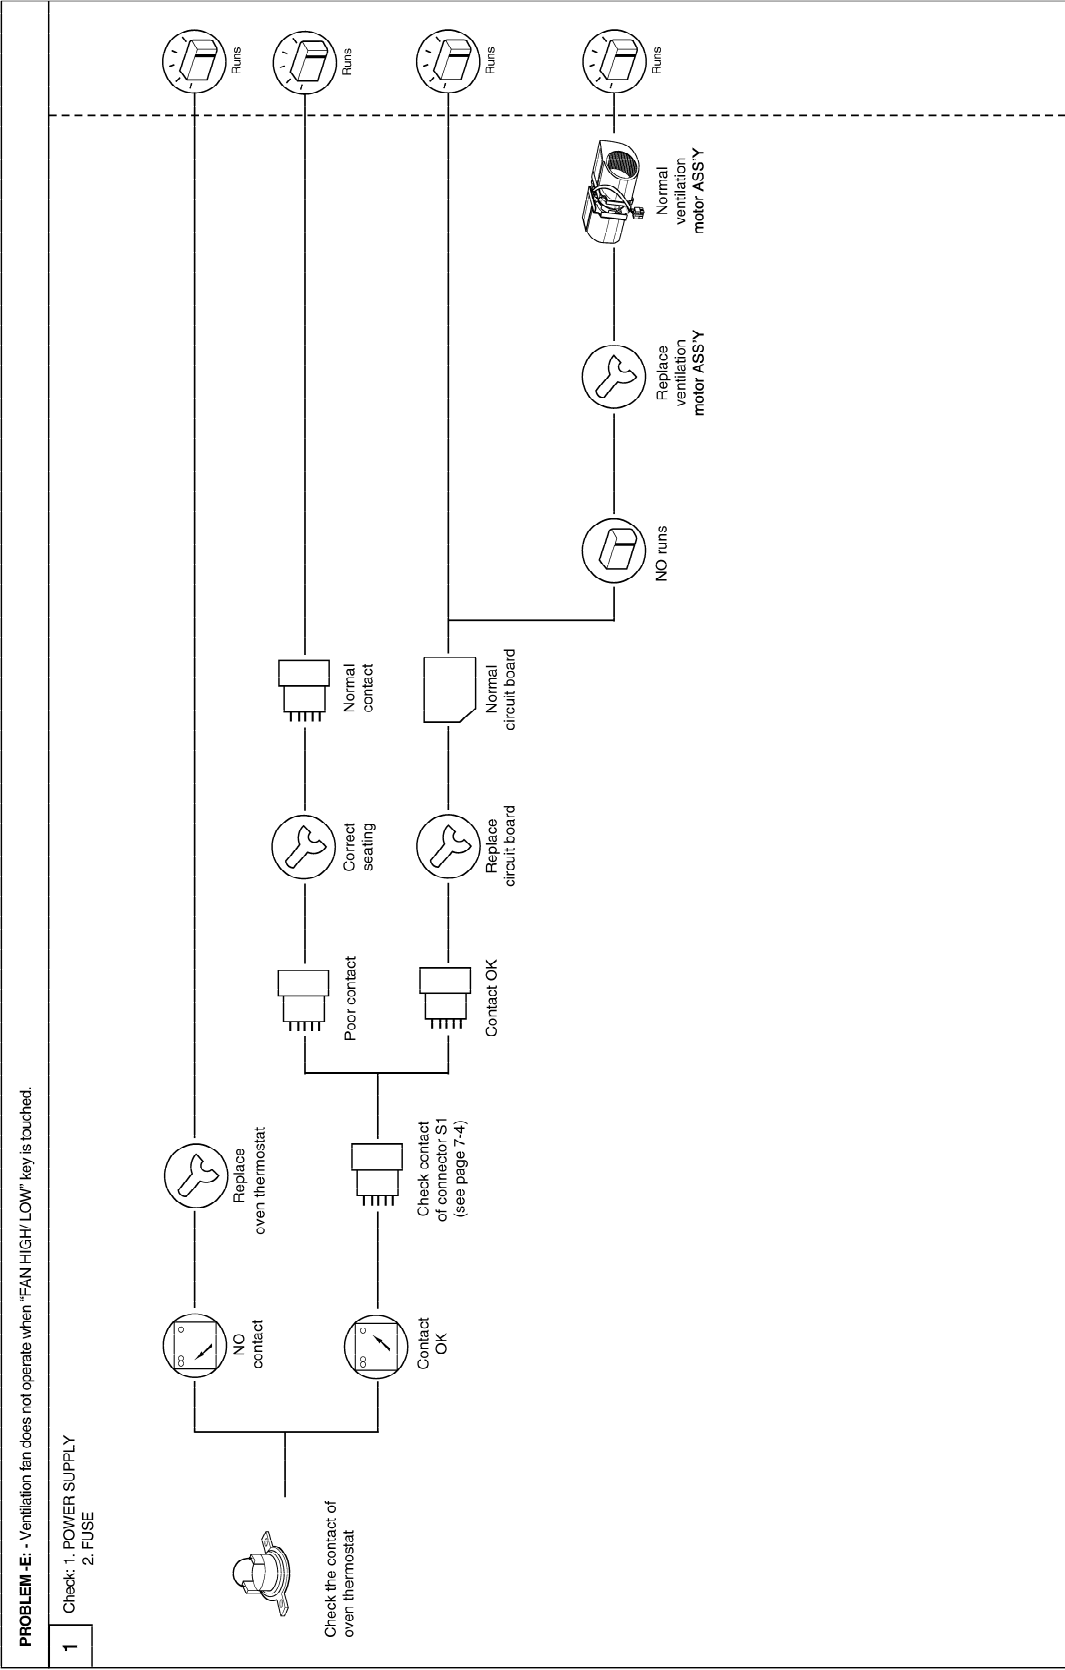 PROBLEM -E: - Ventilation fan does not operate when “FAN HIGH/ LOW” key is touched.
1
Check: 1. POWER SUPPLY
2. FUSE
Check the contact of
oven thermostat
NO
contact
Replace
oven thermostat
Runs
Contact
OK
Check contact
of connector S1
(see page 7-4)
Poor contact
Correct
seating
Normal
contact
Runs
Contact OK
Replace
circuit board
Normal
circuit board
Runs
NO runs
Replace
ventilation
motor ASS'Y
Normal
ventilation
motor ASS'Y
Runs